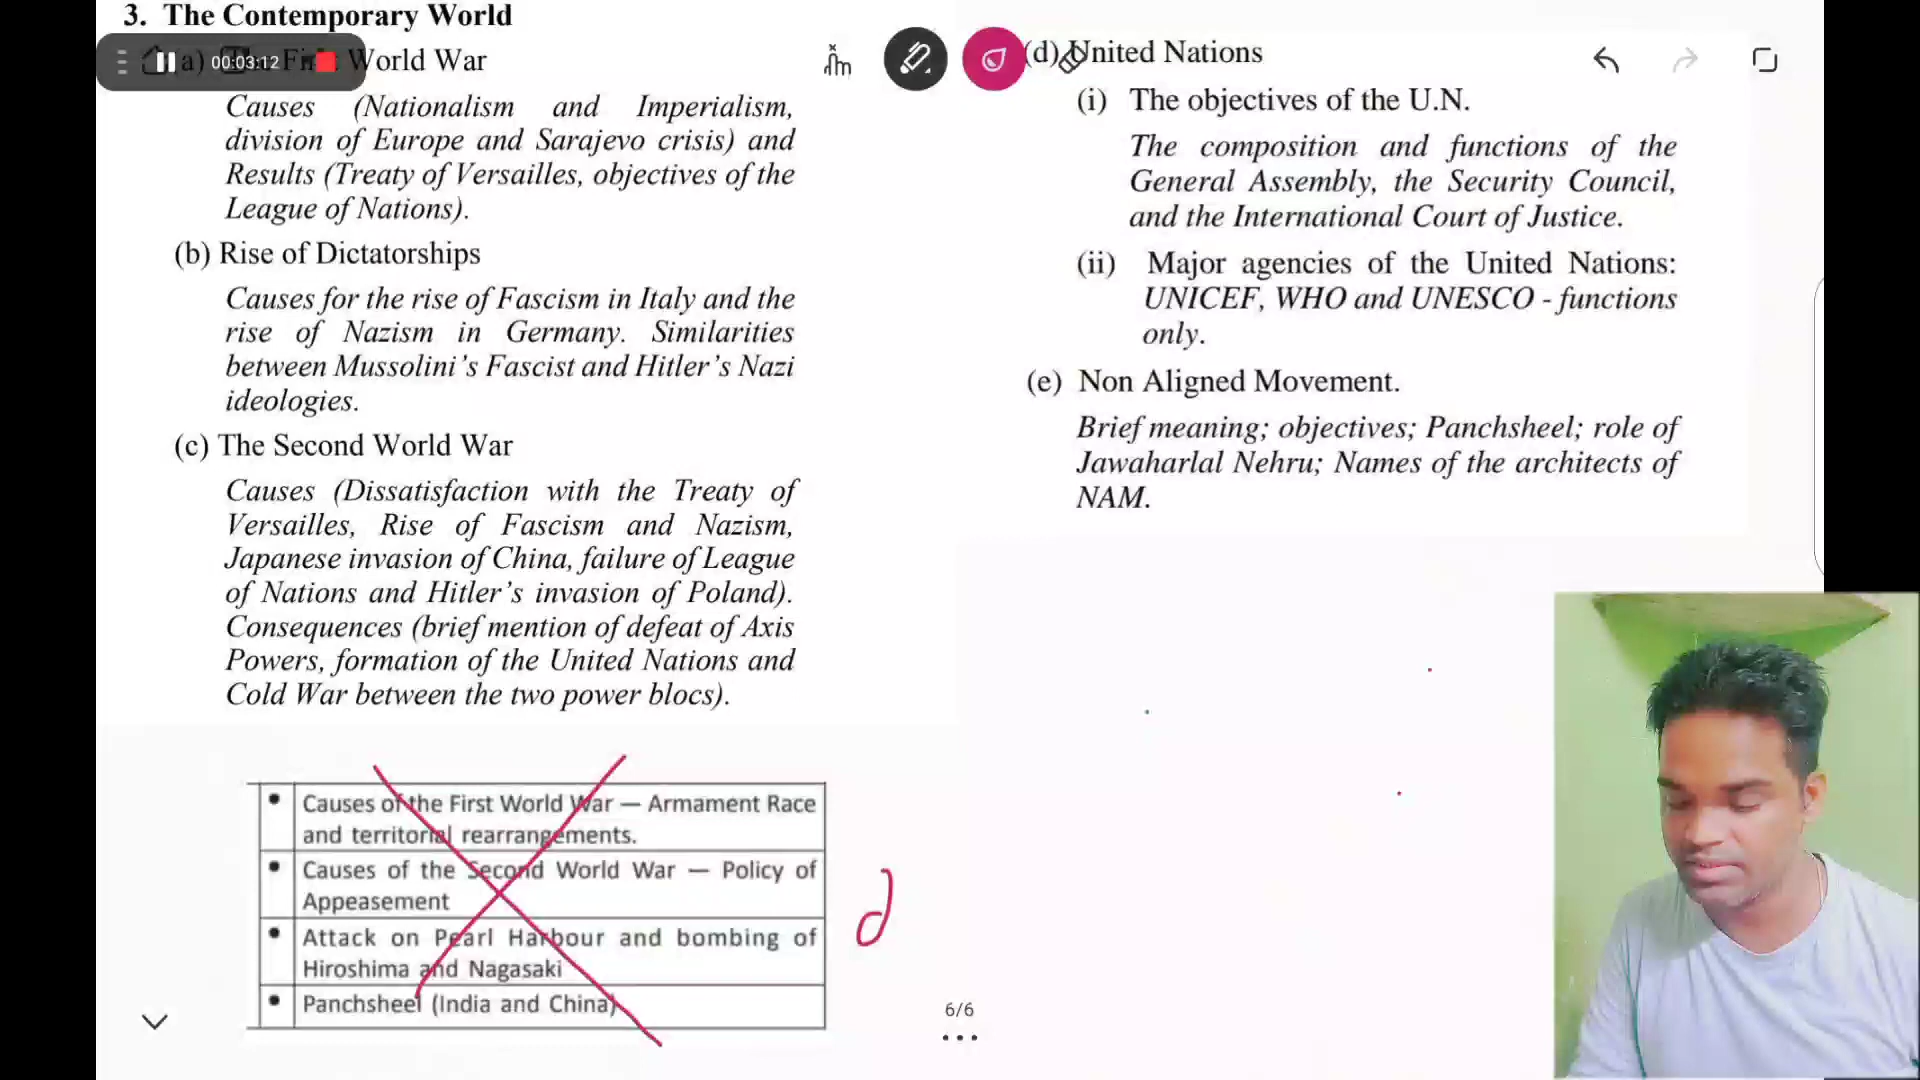 3. The Contemporary World
(a) The First World War
00:03:12
Causes (Nationalism and Imperialism,
division of Europe and Sarajevo crisis) and
Results (Treaty of Versailles, objectives of the
League of Nations).
(b) Rise of Dictatorships
Causes for the rise of Fascism in Italy and the
rise of Nazism in Germany. Similarities
between Mussolini's Fascist and Hitler's Nazi
ideologies.
(c) The Second World War
Causes (Dissatisfaction with the Treaty of
Versailles, Rise of Fascism and Nazism,
Japanese invasion of China, failure of League
of Nations and Hitler's invasion of Poland).
Consequences (brief mention of defeat of Axis
Powers, formation of the United Nations and
Cold War between the two power blocs).
• Causes of the First World War — Armament Race
and territorial rearrangements.
• Causes of the Second World War — Policy of
Appeasement
• Attack on Pearl Harbour and bombing of
Hiroshima and Nagasaki
• Panchsheel (India and China)
(d) United Nations
(i) The objectives of the U.N.
The composition and functions of the
General Assembly, the Security Council,
and the International Court of Justice.
(ii) Major agencies of the United Nations:
UNICEF, WHO and UNESCO - functions
only.
(e) Non Aligned Movement.
Brief meaning; objectives; Panchsheel; role of
Jawaharlal Nehru; Names of the architects of
NAM.
6/6